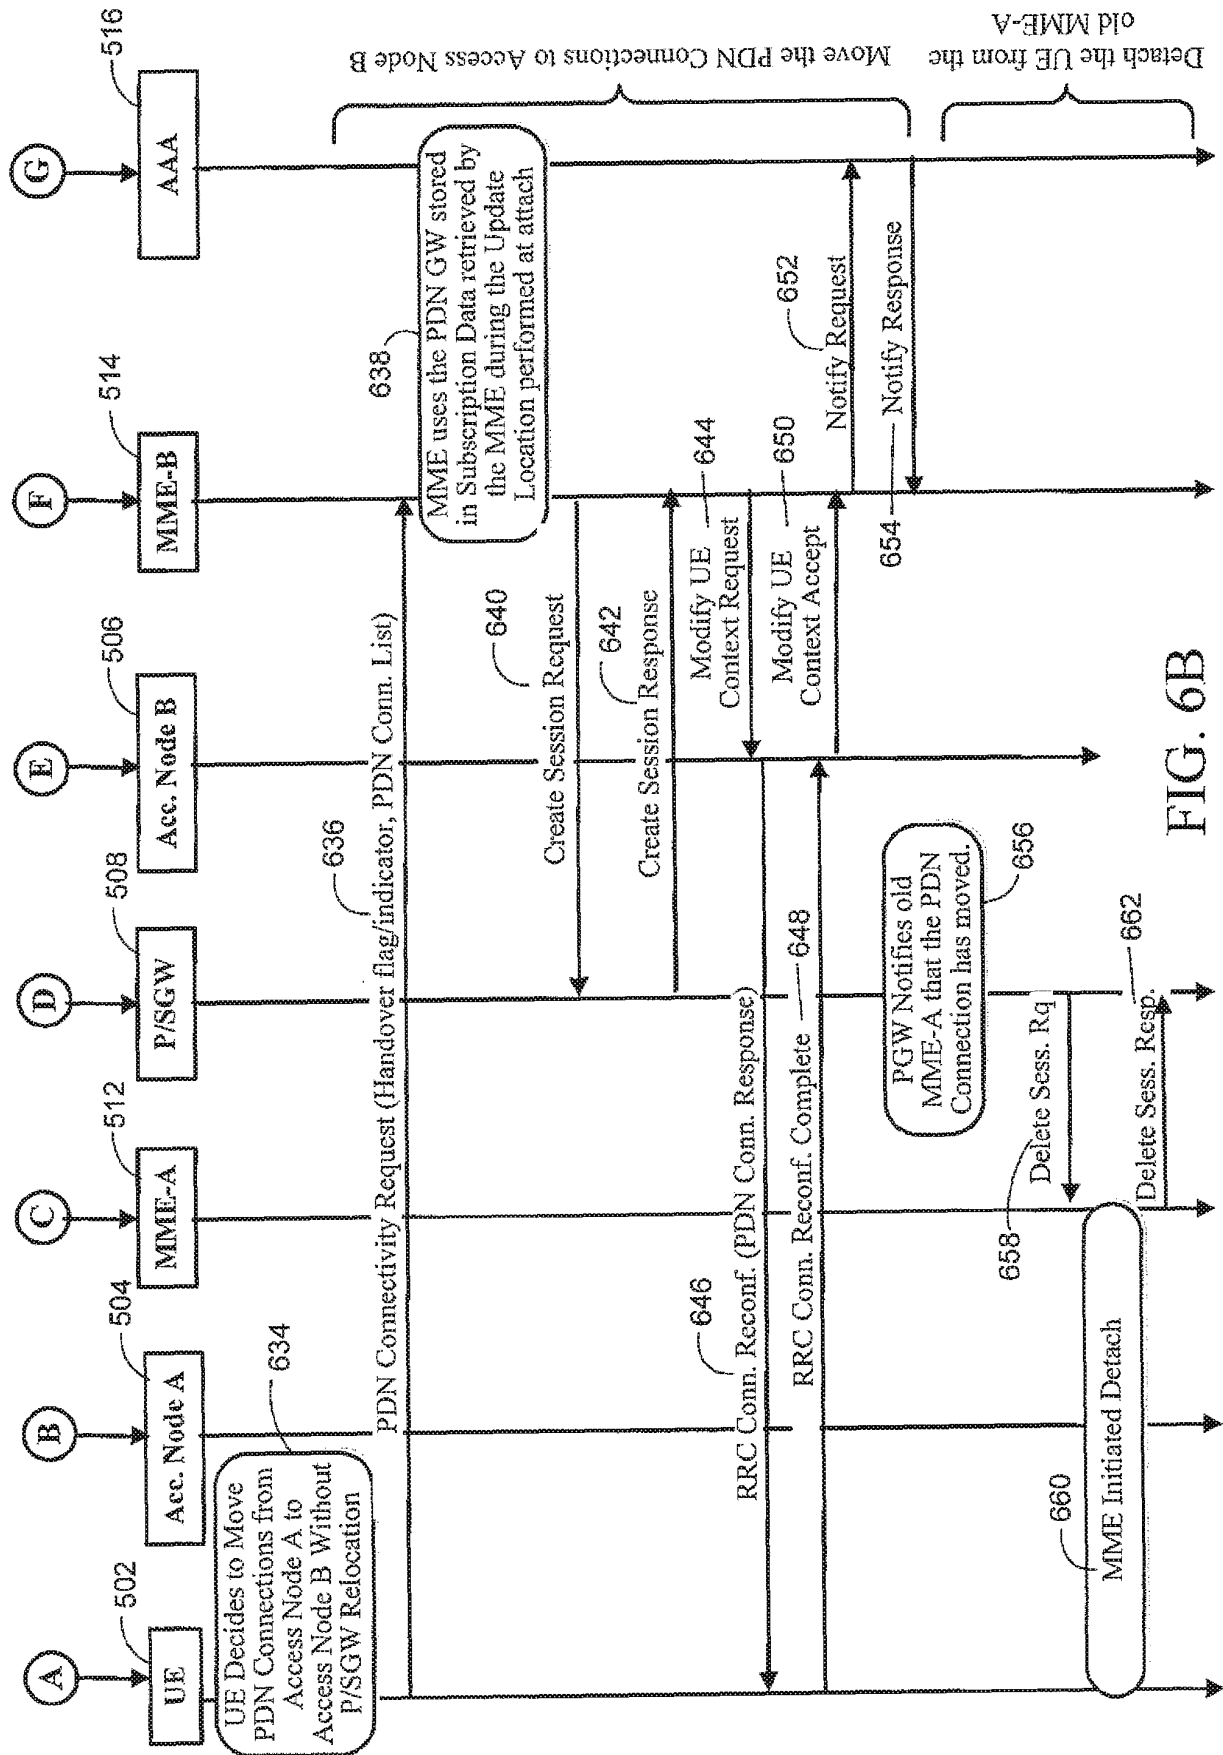 A
B
C
D
E
F
G
502
504
512
508
506
514
516
UE
Acc. Node A
MME-A
P/SGW
Acc. Node B
MME-B
AAA
UE Decides to Move
PDN Connections from
Access Node A to
Access Node B Without
P/SGW Relocation
634
636
PDN Connectivity Request (Handover flag/indicator, PDN Conn. List)
638
MME uses the PDN GW stored
in Subscription Data retrieved by
the MME during the Update
Location performed at attach
640
Create Session Request
642
Create Session Response
644
Modify UE
Context Request
646
RRC Conn. Reconf. (PDN Conn. Response)
RRC Conn. Reconf. Complete
648
650
Modify UE
Context Accept
652
Notify Request
654
Notify Response
PGW Notifies old
MME-A that the PDN
Connection has moved.
656
658
Delete Sess. Rq
660
MME Initiated Detach
662
Delete Sess. Resp.
Move the PDN Connections to Access Node B
Detach the UE from the
old MME-A
FIG. 6B